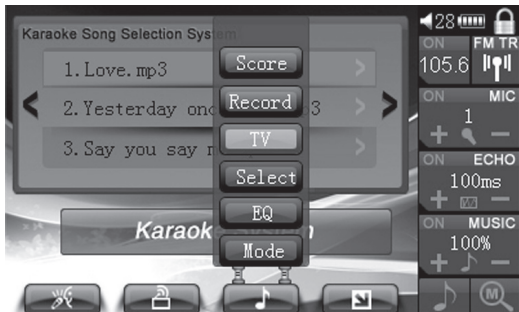 Karaoke Song Selection System
1.Love.mp3
2.Yesterday onc 3
3.Say you say
Karaok m
Score
Record
TV
Select
EQ
Mode
28
ON FM TR
105.6
ON MIC
1
+ −
ON ECHO
100ms
+ −
ON MUSIC
100%
+ −
M